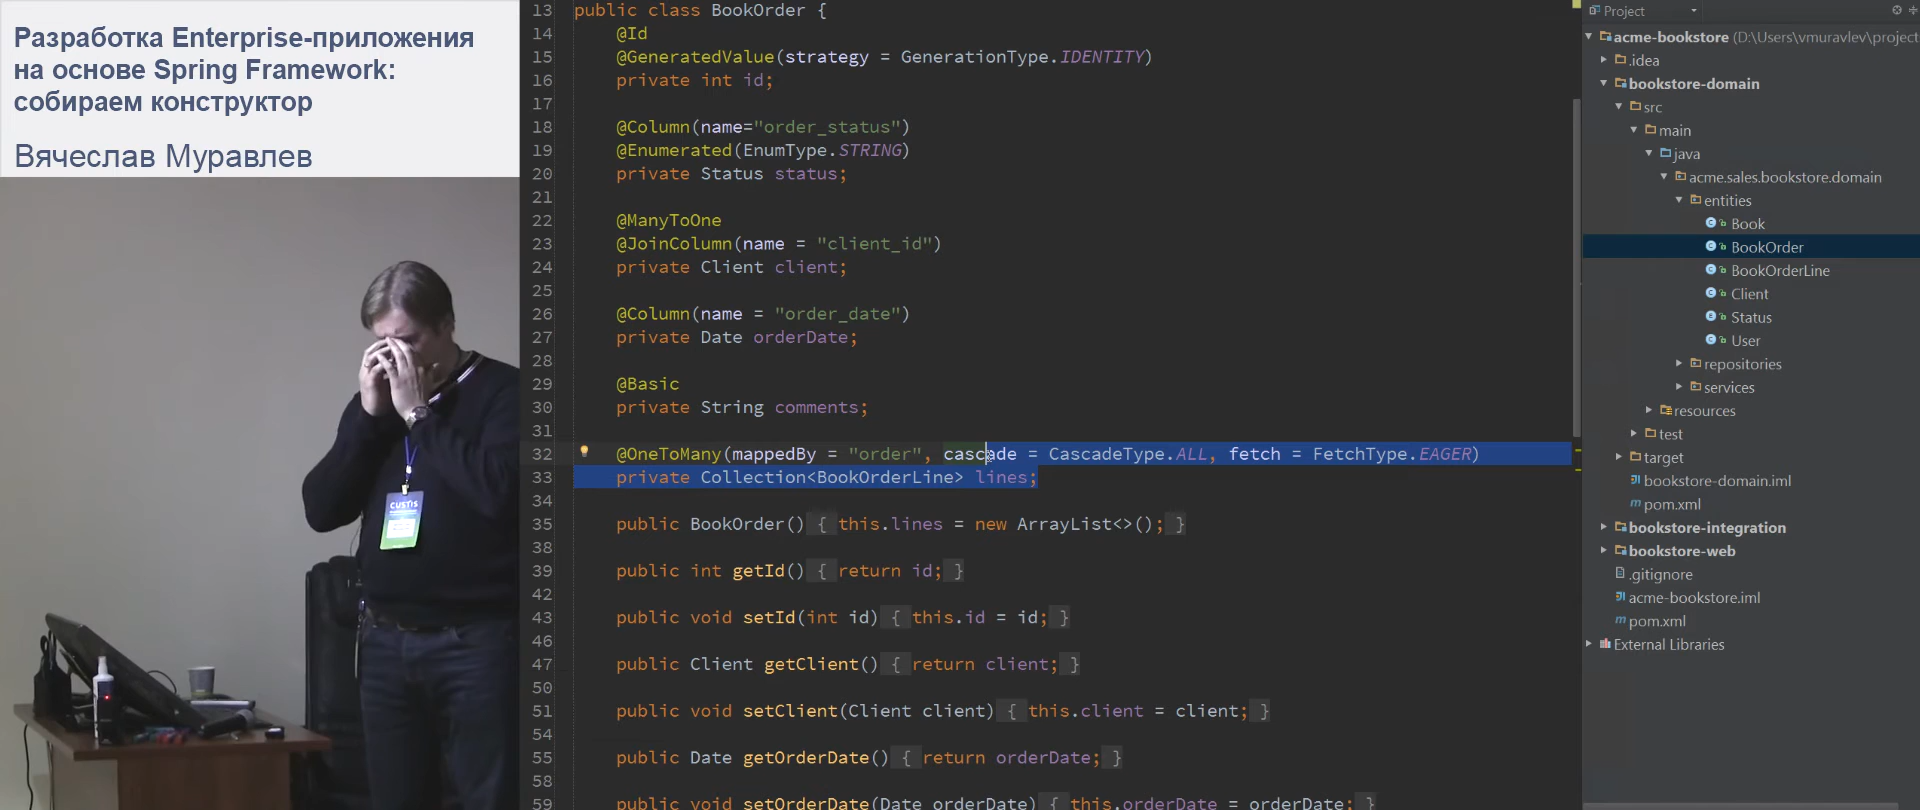 Разработка Enterprise-приложения
на основе Spring Framework:
собираем конструктор
Вячеслав Муравлев
CUSTIS
13 public class BookOrder {
14 @Id
15 @GeneratedValue(strategy = GenerationType.IDENTITY)
16 private int id;
17
18 @Column(name="order_status")
19 @Enumerated(EnumType.STRING)
20 private Status status;
21
22 @ManyToOne
23 @JoinColumn(name = "client_id")
24 private Client client;
25
26 @Column(name = "order_date")
27 private Date orderDate;
28
29 @Basic
30 private String comments;
31
32 @OneToMany(mappedBy = "order", cascade = CascadeType.ALL, fetch = FetchType.EAGER)
33 private Collection<BookOrderLine> lines;
34
35 public BookOrder() { this.lines = new ArrayList<>(); }
38
39 public int getId() { return id; }
42
43 public void setId(int id) { this.id = id; }
46
47 public Client getClient() { return client; }
50
51 public void setClient(Client client) { this.client = client; }
54
55 public Date getOrderDate() { return orderDate; }
58
59 public void setOrderDate(Date orderDate) { this.orderDate = orderDate; }
Project
acme-bookstore (D:\Users\vmuravlev\project
.idea
bookstore-domain
src
main
java
acme.sales.bookstore.domain
entities
Book
BookOrder
BookOrderLine
Client
Status
User
repositories
services
resources
test
target
bookstore-domain.iml
pom.xml
bookstore-integration
bookstore-web
.gitignore
acme-bookstore.iml
pom.xml
External Libraries